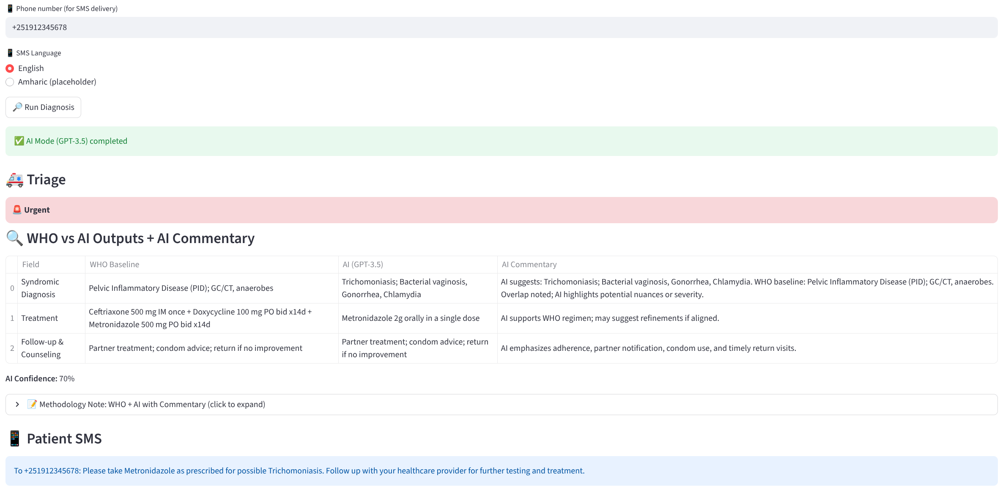 📱 Phone number (for SMS delivery)
+251912345678
📱 SMS Language
English
Amharic (placeholder)
🔎 Run Diagnosis
✅ AI Mode (GPT-3.5) completed
🚑 Triage
🚨 Urgent
🔍 WHO vs AI Outputs + AI Commentary
Field WHO Baseline AI (GPT-3.5) AI Commentary
0
Syndromic
Diagnosis
Pelvic Inflammatory Disease (PID); GC/CT, anaerobes
Trichomoniasis; Bacterial vaginosis,
Gonorrhea, Chlamydia
AI suggests: Trichomoniasis; Bacterial vaginosis, Gonorrhea, Chlamydia. WHO baseline: Pelvic Inflammatory Disease (PID); GC/CT, anaerobes.
Overlap noted; AI highlights potential nuances or severity.
1
Treatment
Ceftriaxone 500 mg IM once + Doxycycline 100 mg PO bid x14d +
Metronidazole 500 mg PO bid x14d
Metronidazole 2g orally in a single dose
AI supports WHO regimen; may suggest refinements if aligned.
2
Follow-up &
Counseling
Partner treatment; condom advice; return if no improvement
Partner treatment; condom advice; return
if no improvement
AI emphasizes adherence, partner notification, condom use, and timely return visits.
AI Confidence: 70%
📝 Methodology Note: WHO + AI with Commentary (click to expand)
📱 Patient SMS
To +251912345678: Please take Metronidazole as prescribed for possible Trichomoniasis. Follow up with your healthcare provider for further testing and treatment.